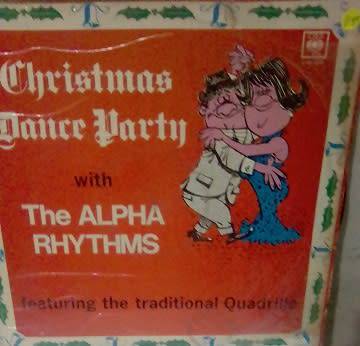 Christmas
Dance Party
with
The ALPHA
RHYTHMS
featuring the traditional Quadrille